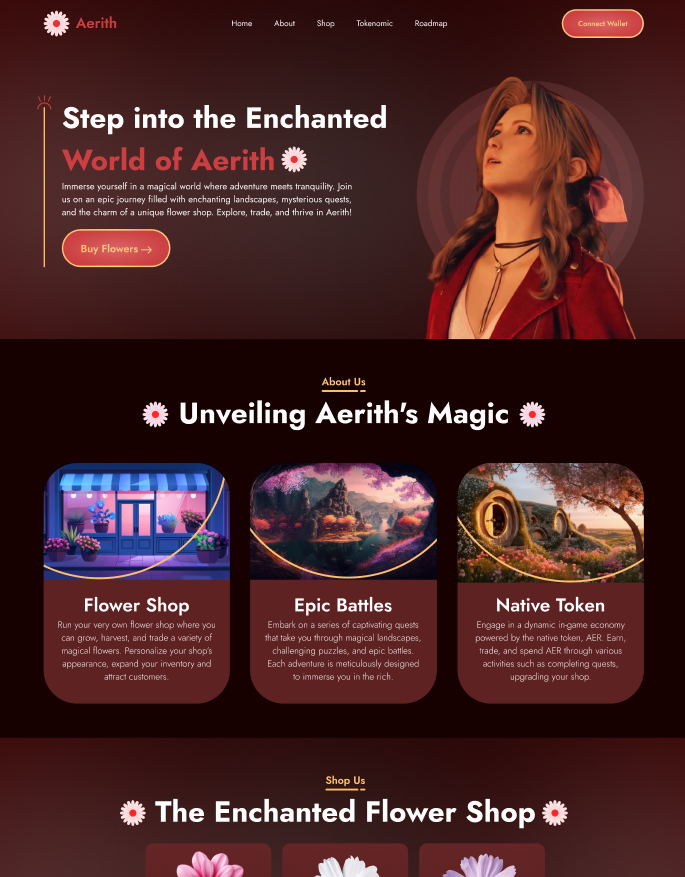 Aerith
Home About Shop Tokenomic Roadmap
Connect Wallet
Step into the Enchanted
World of Aerith
Immerse yourself in a magical world where adventure meets tranquility. Join
us on an epic journey filled with enchanting landscapes, mysterious quests,
and the charm of a unique flower shop. Explore, trade, and thrive in Aerith!
Buy Flowers
About Us
Unveiling Aerith's Magic
Flower Shop
Run your very own flower shop where you
can grow, harvest, and trade a variety of
magical flowers. Personalize your shop's
appearance, expand your inventory and
attract customers.
Epic Battles
Embark on a series of captivating quests
that take you through magical landscapes,
challenging puzzles, and epic battles.
Each adventure is meticulously designed
to immerse you in the rich.
Native Token
Engage in a dynamic in-game economy
powered by the native token, AER. Earn,
trade, and spend AER through various
activities such as completing quests,
upgrading your shop.
Shop Us
The Enchanted Flower Shop